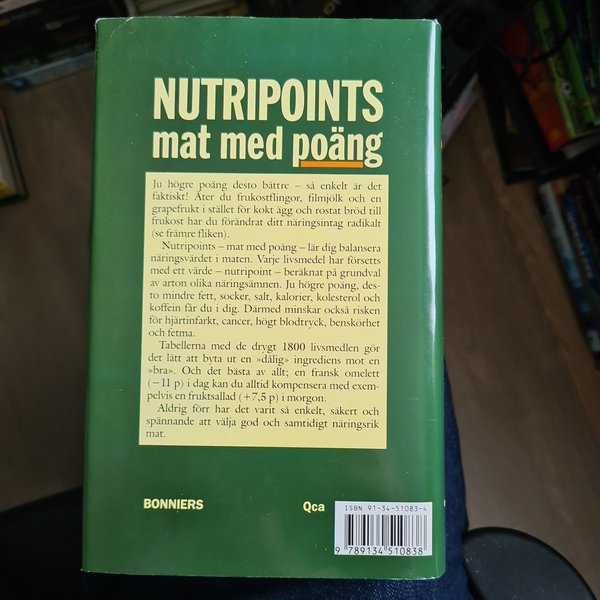 NUTRIPOINTS
mat med poäng
Ju högre poäng desto bättre – så enkelt är det
faktiskt! Äter du frukostflingor, filmjölk och en
grapefrukt i stället för kokt ägg och rostat bröd till
frukost har du förändrat ditt näringsintag radikalt
(se främre fliken).
Nutripoints – mat med poäng – lär dig balansera
näringsvärdet i maten. Varje livsmedel har försetts
med ett värde – nutripoint – beräknat på grundval
av arton olika näringsämnen. Ju högre poäng, des-
to mindre fett, socker, salt, kalorier, kolesterol och
koffein får du i dig. Därmed minskar också risken
för hjärtinfarkt, cancer, högt blodtryck, benskörhet
och fetma.
Tabellerna med de drygt 1800 livsmedlen gör
det lätt att byta ut en »dålig» ingrediens mot en
»bra». Och det bästa av allt; en fransk omelett
(–11 p) i dag kan du alltid kompensera med exem-
pelvis en fruktsallad (+7,5 p) i morgon.
Aldrig förr har det varit så enkelt, säkert och
spännande att välja god och samtidigt näringsrik
mat.
BONNIERS
Qca
ISBN 91-34-51083-4
9 789134 510838